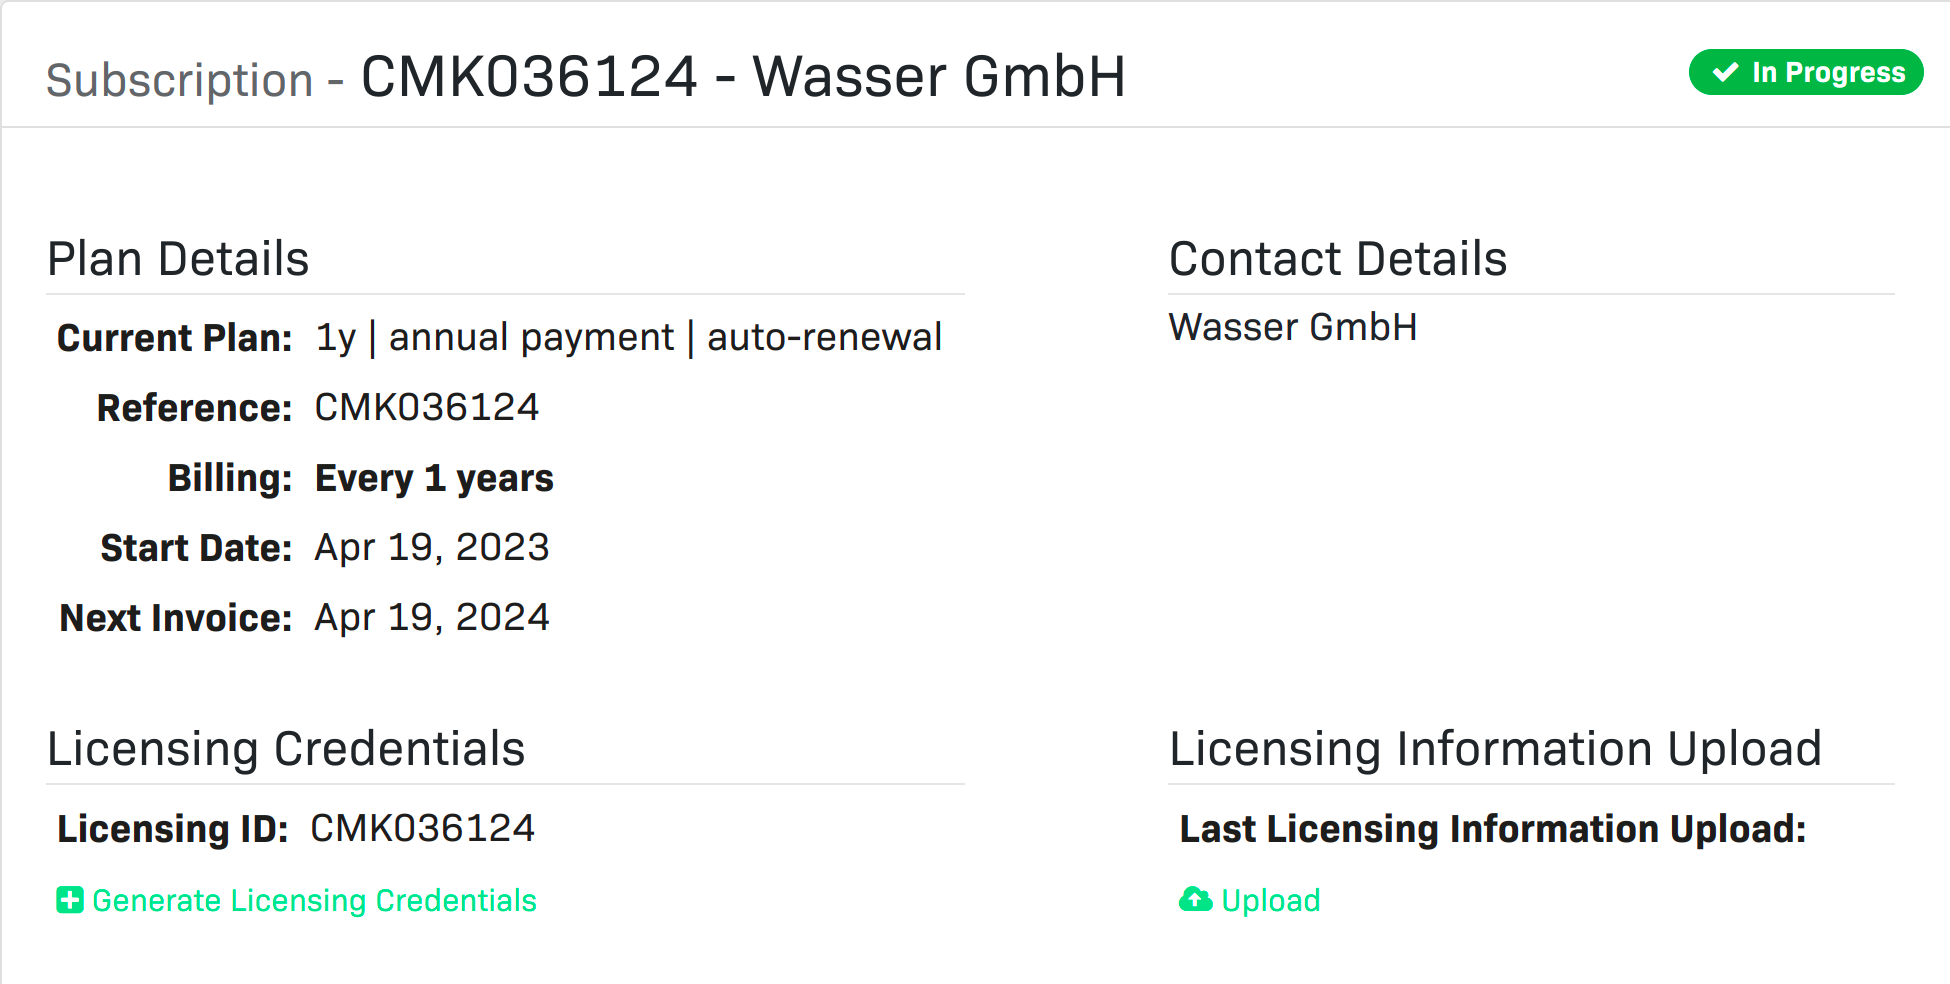 Subscription - CMK036124 - Wasser GmbH
In Progress
Plan Details
Current Plan: 1y | annual payment | auto-renewal
Reference: CMK036124
Billing: Every 1 years
Start Date: Apr 19, 2023
Next Invoice: Apr 19, 2024
Contact Details
Wasser GmbH
Licensing Credentials
Licensing ID: CMK036124
Generate Licensing Credentials
Licensing Information Upload
Last Licensing Information Upload:
Upload